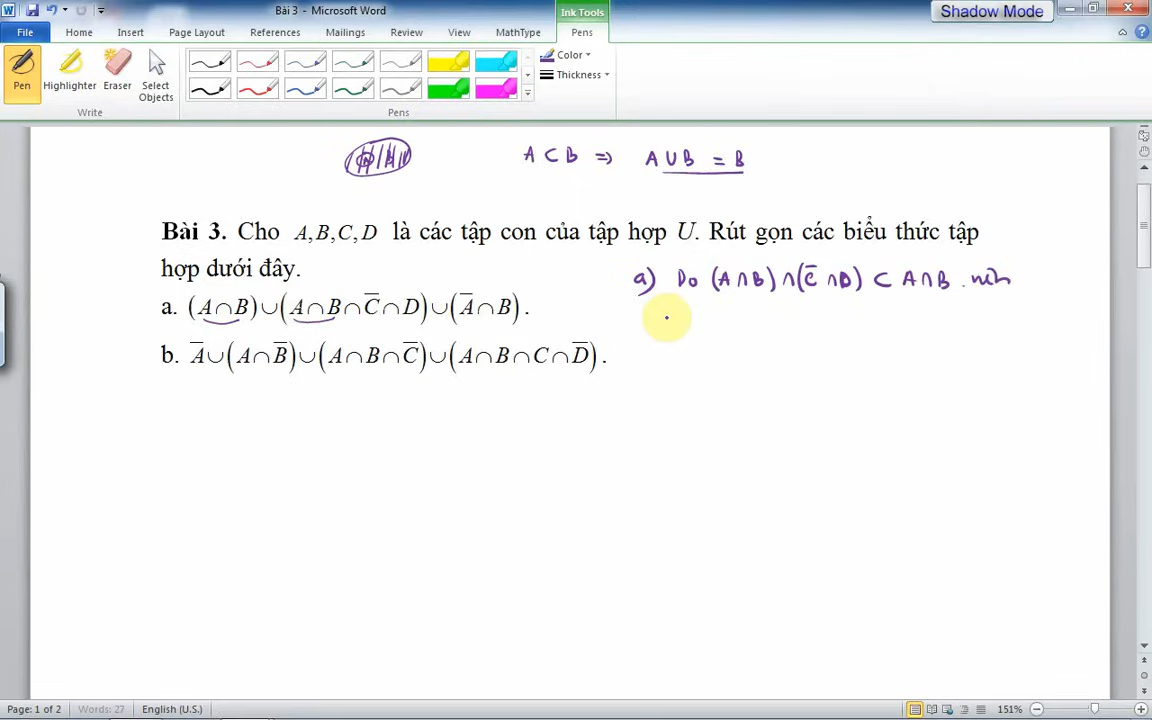 Bài 3 - Microsoft Word
Ink Tools
Shadow Mode
File Home Insert Page Layout References Mailings Review View MathType Pens
Pen Highlighter Eraser Select Objects
Color
Thickness
Write Pens
A ⊂ B ⇒ A ∪ B = B
Bài 3. Cho A, B, C, D là các tập con của tập hợp U. Rút gọn các biểu thức tập
hợp dưới đây.
a) Do (A ∩ B) ∩ (C̅ ∩ D) ⊂ A ∩ B . nên
a. (A ∩ B) ∪ (A ∩ B ∩ C̅ ∩ D) ∪ (A̅ ∩ B).
b. A̅ ∪ (A ∩ B̅) ∪ (A ∩ B ∩ C̅) ∪ (A ∩ B ∩ C ∩ D̅).
Page: 1 of 2 Words: 27 English (U.S.) 151%